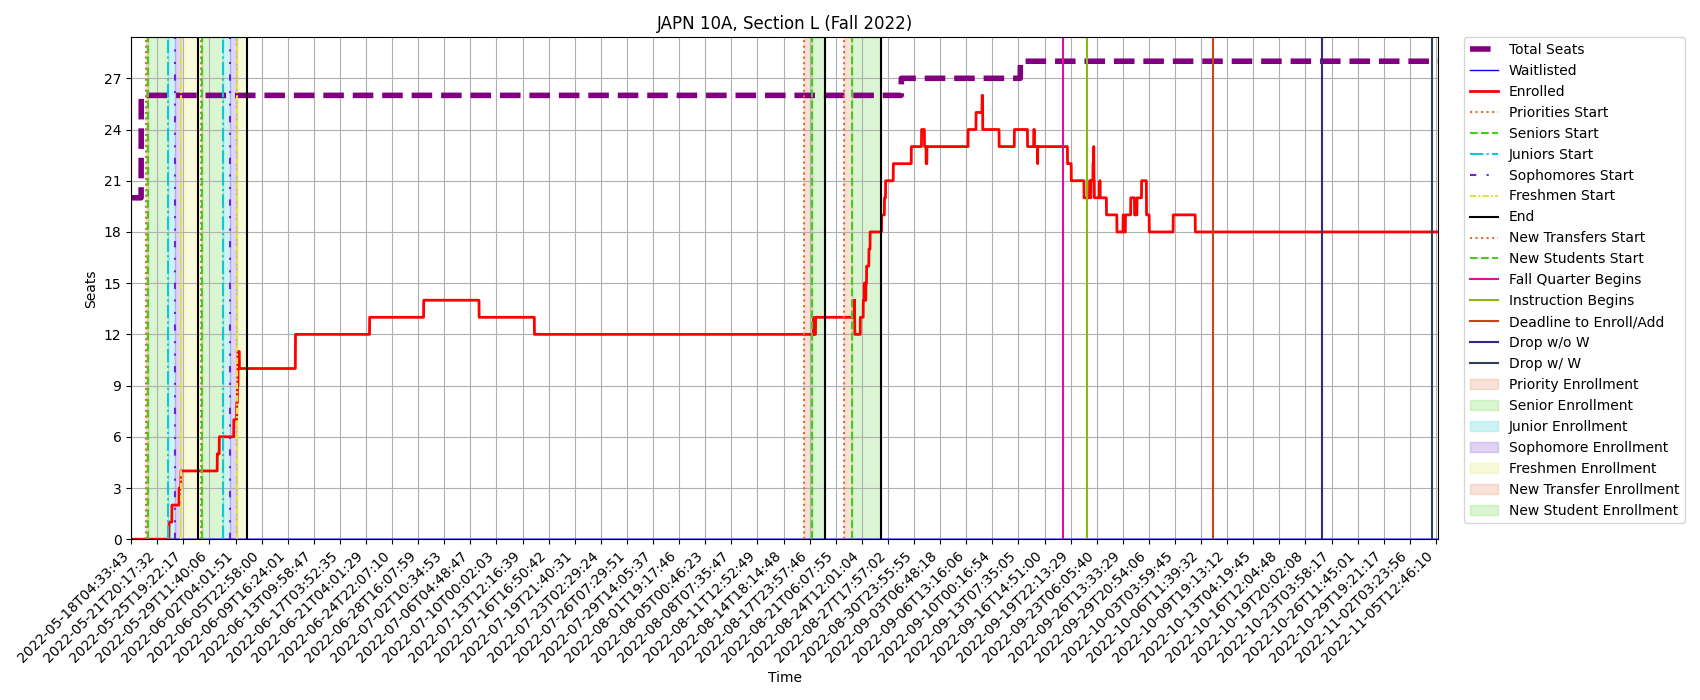 JAPN 10A, Section L (Fall 2022)
Seats
27
24
21
18
15
12
9
6
3
0
2022-05-18T04:33:43
2022-05-21T20:17:32
2022-05-25T19:22:17
2022-05-29T11:40:06
2022-06-02T04:01:51
2022-06-05T22:58:00
2022-06-09T16:24:01
2022-06-13T09:58:47
2022-06-17T03:52:35
2022-06-21T04:01:29
2022-06-24T22:07:10
2022-06-28T16:07:59
2022-07-02T10:34:53
2022-07-06T04:48:47
2022-07-10T00:02:03
2022-07-13T12:16:39
2022-07-16T16:50:42
2022-07-19T21:40:31
2022-07-23T02:29:24
2022-07-26T07:29:51
2022-07-29T14:05:37
2022-08-01T19:17:46
2022-08-05T00:46:23
2022-08-08T07:35:47
2022-08-11T12:52:49
2022-08-14T18:14:48
2022-08-17T23:57:46
2022-08-21T06:07:55
2022-08-24T12:01:04
2022-08-27T17:57:02
2022-08-30T23:55:55
2022-09-03T06:48:18
2022-09-06T13:16:06
2022-09-10T00:16:54
2022-09-13T07:35:05
2022-09-16T14:51:00
2022-09-19T22:13:29
2022-09-23T06:05:40
2022-09-26T13:33:29
2022-09-29T20:54:06
2022-10-03T03:59:45
2022-10-06T11:39:32
2022-10-09T19:13:12
2022-10-13T04:19:45
2022-10-16T12:04:48
2022-10-19T20:02:08
2022-10-23T03:58:17
2022-10-26T11:45:01
2022-10-29T19:21:17
2022-11-02T03:23:56
2022-11-05T12:46:10
Time
Total Seats
Waitlisted
Enrolled
Priorities Start
Seniors Start
Juniors Start
Sophomores Start
Freshmen Start
End
New Transfers Start
New Students Start
Fall Quarter Begins
Instruction Begins
Deadline to Enroll/Add
Drop w/o W
Drop w/ W
Priority Enrollment
Senior Enrollment
Junior Enrollment
Sophomore Enrollment
Freshmen Enrollment
New Transfer Enrollment
New Student Enrollment